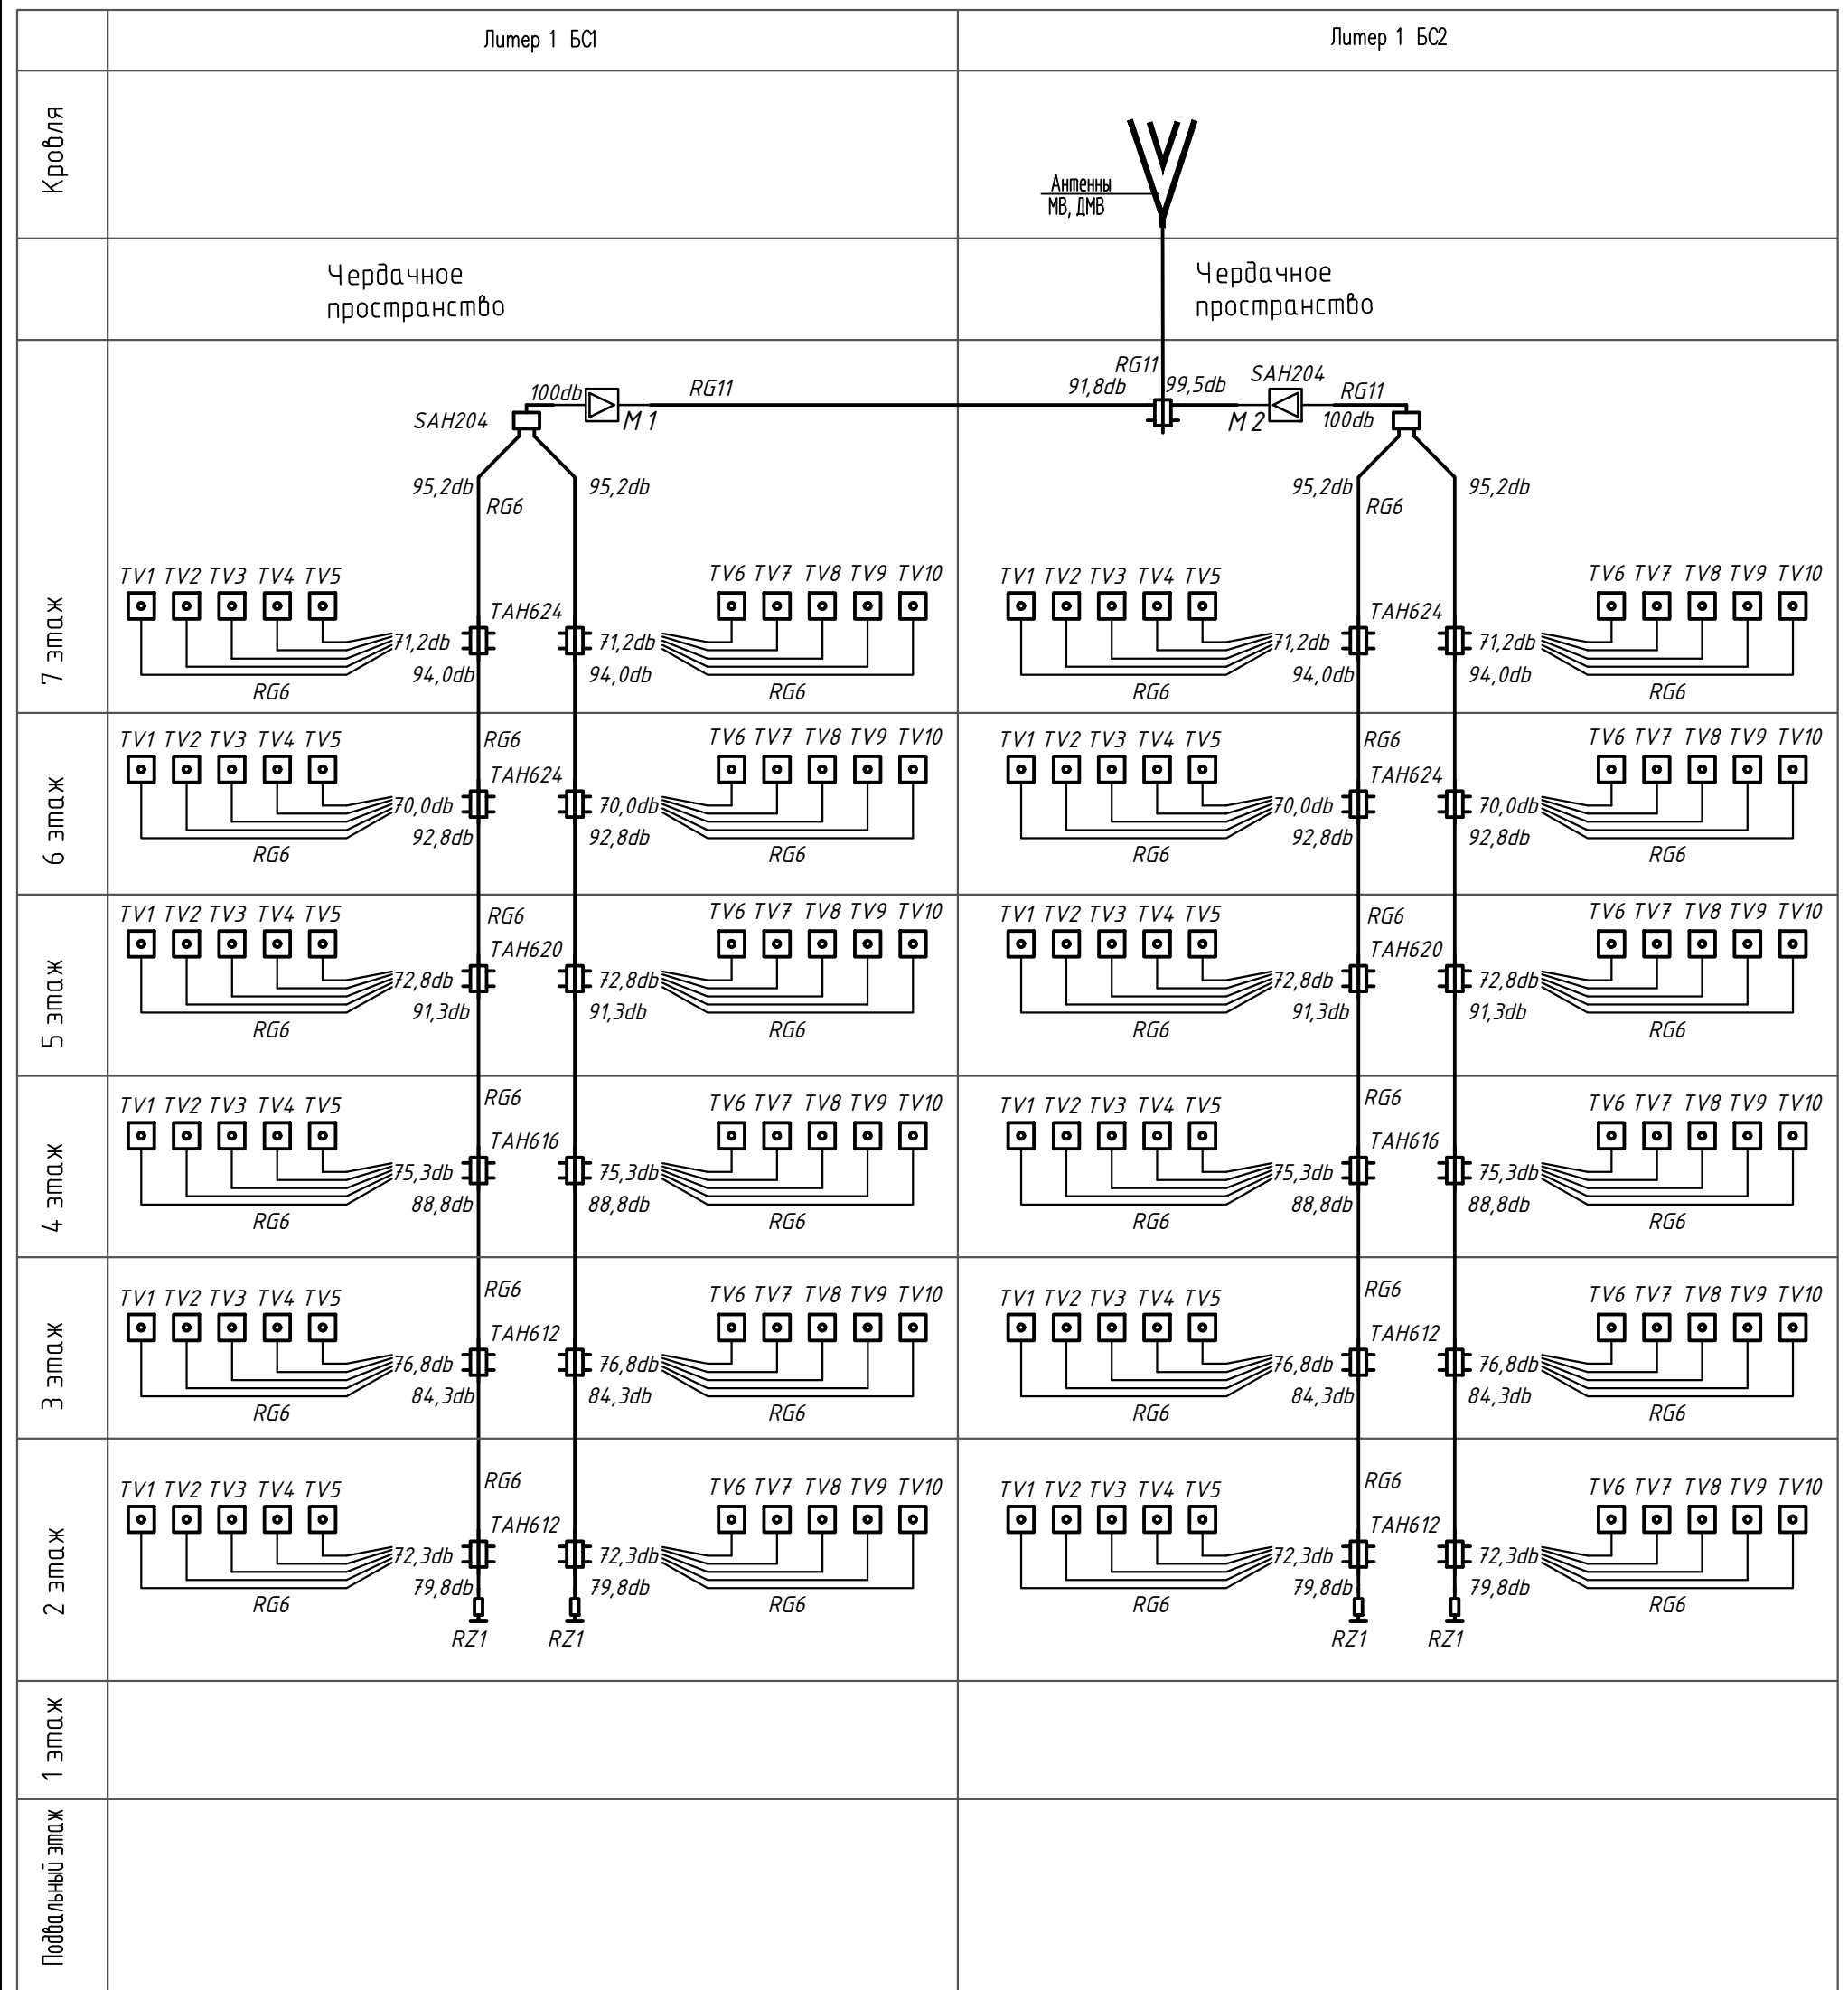 Литер 1 БС1
Литер 1 БС2
Кровля
Антенны
МВ, ДМВ
Чердачное
пространство
Чердачное
пространство
7 этаж
100db
RG11
SAH204
M 1
RG11
91,8db
99,5db
SAH204
RG11
M 2
100db
95,2db
95,2db
RG6
95,2db
95,2db
RG6
TV1 TV2 TV3 TV4 TV5
TAH624
TV6 TV7 TV8 TV9 TV10
TV1 TV2 TV3 TV4 TV5
TAH624
TV6 TV7 TV8 TV9 TV10
71,2db
71,2db
71,2db
71,2db
94,0db
94,0db
94,0db
94,0db
RG6
RG6
RG6
RG6
6 этаж
TV1 TV2 TV3 TV4 TV5
RG6
TV6 TV7 TV8 TV9 TV10
TV1 TV2 TV3 TV4 TV5
RG6
TV6 TV7 TV8 TV9 TV10
TAH624
TAH624
70,0db
70,0db
70,0db
70,0db
92,8db
92,8db
92,8db
92,8db
RG6
RG6
RG6
RG6
5 этаж
TV1 TV2 TV3 TV4 TV5
RG6
TV6 TV7 TV8 TV9 TV10
TV1 TV2 TV3 TV4 TV5
RG6
TV6 TV7 TV8 TV9 TV10
TAH620
TAH620
72,8db
72,8db
72,8db
72,8db
91,3db
91,3db
91,3db
91,3db
RG6
RG6
RG6
RG6
4 этаж
TV1 TV2 TV3 TV4 TV5
RG6
TV6 TV7 TV8 TV9 TV10
TV1 TV2 TV3 TV4 TV5
RG6
TV6 TV7 TV8 TV9 TV10
TAH616
TAH616
75,3db
75,3db
75,3db
75,3db
88,8db
88,8db
88,8db
88,8db
RG6
RG6
RG6
RG6
3 этаж
TV1 TV2 TV3 TV4 TV5
RG6
TV6 TV7 TV8 TV9 TV10
TV1 TV2 TV3 TV4 TV5
RG6
TV6 TV7 TV8 TV9 TV10
TAH612
TAH612
76,8db
76,8db
76,8db
76,8db
84,3db
84,3db
84,3db
84,3db
RG6
RG6
RG6
RG6
2 этаж
TV1 TV2 TV3 TV4 TV5
RG6
TV6 TV7 TV8 TV9 TV10
TV1 TV2 TV3 TV4 TV5
RG6
TV6 TV7 TV8 TV9 TV10
TAH612
TAH612
72,3db
72,3db
72,3db
72,3db
79,8db
79,8db
79,8db
79,8db
RG6
RG6
RG6
RG6
RZ1
RZ1
RZ1
RZ1
1 этаж
Подвальный этаж